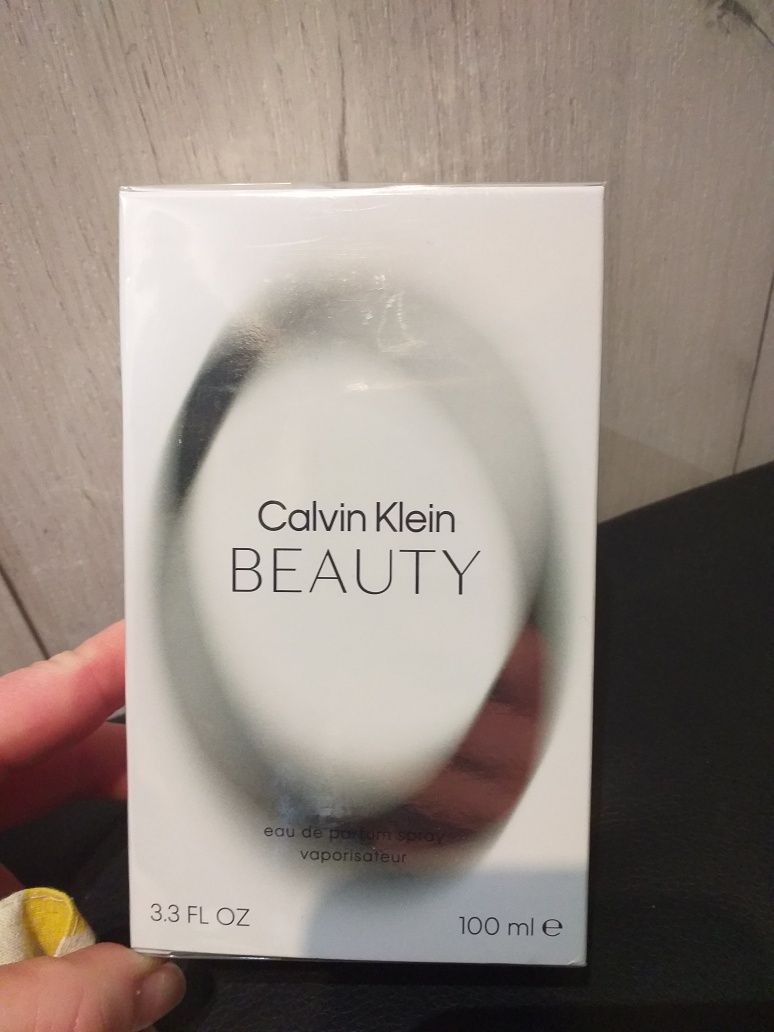 Calvin Klein
BEAUTY
eau de parfum spray
vaporisateur
3.3 FL OZ
100 ml ℮